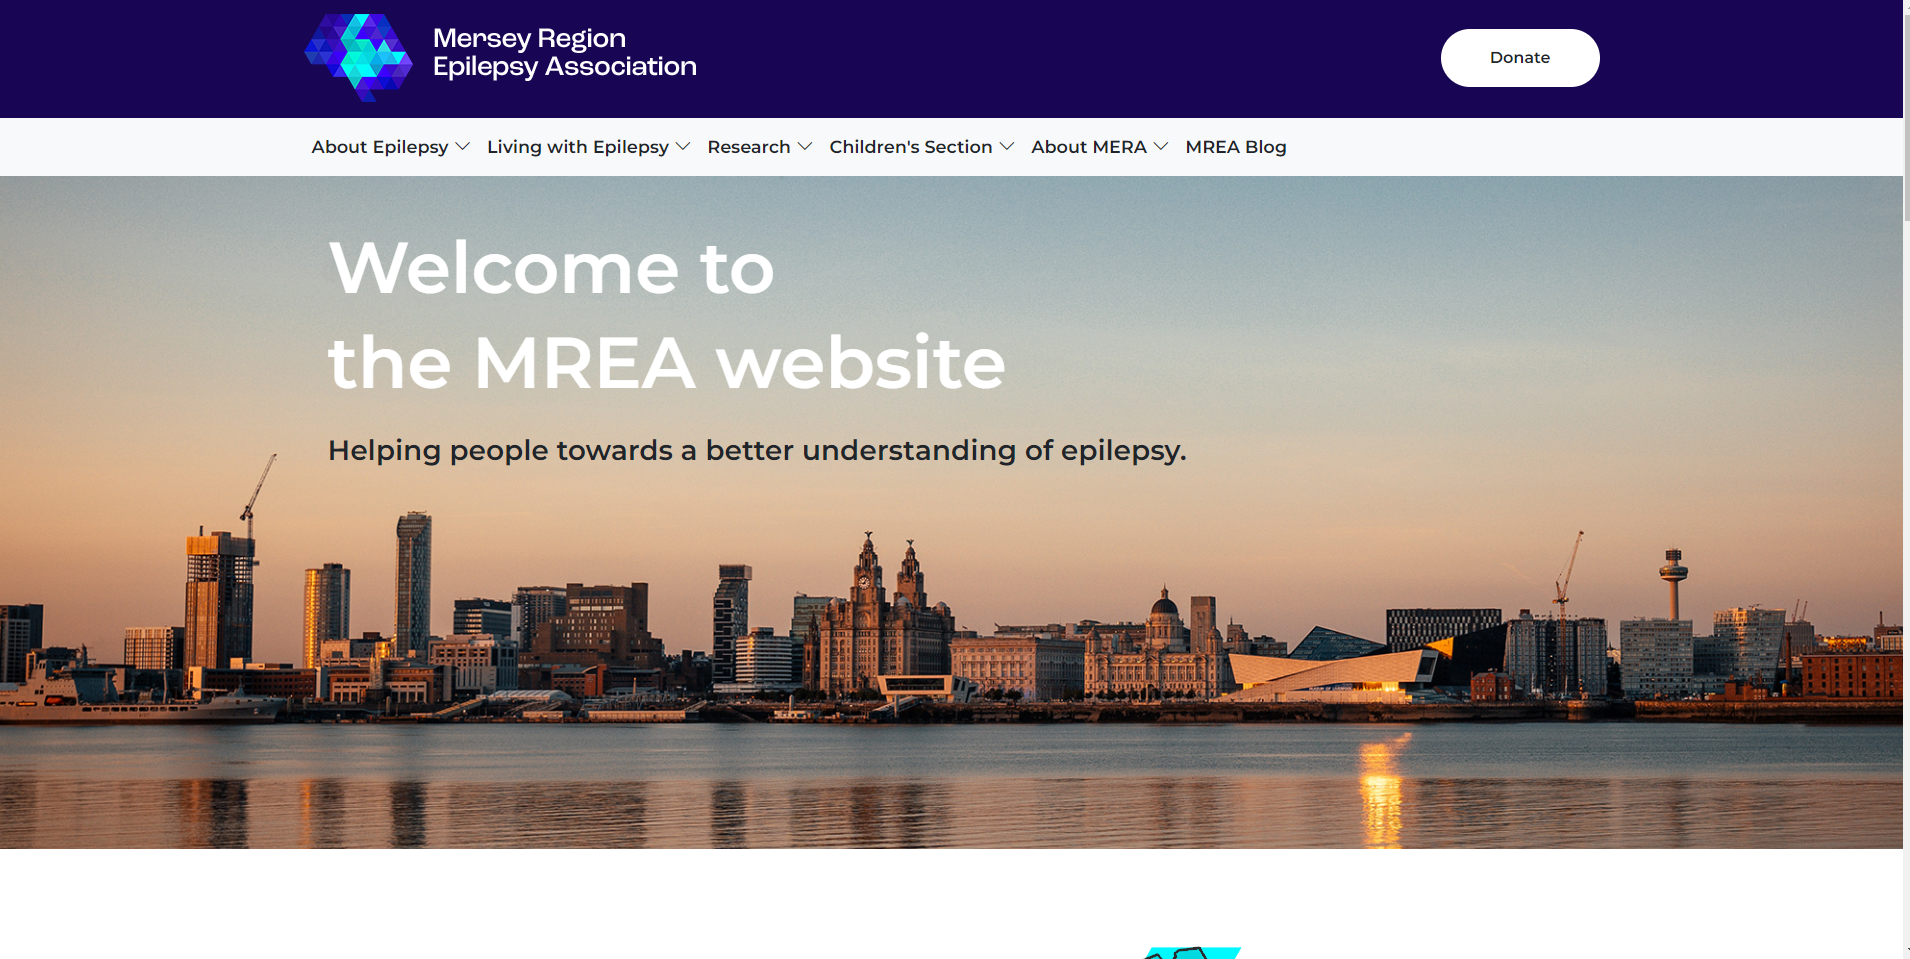 Mersey Region
Epilepsy Association
Donate
About Epilepsy
Living with Epilepsy
Research
Children's Section
About MERA
MREA Blog
Welcome to
the MREA website
Helping people towards a better understanding of epilepsy.